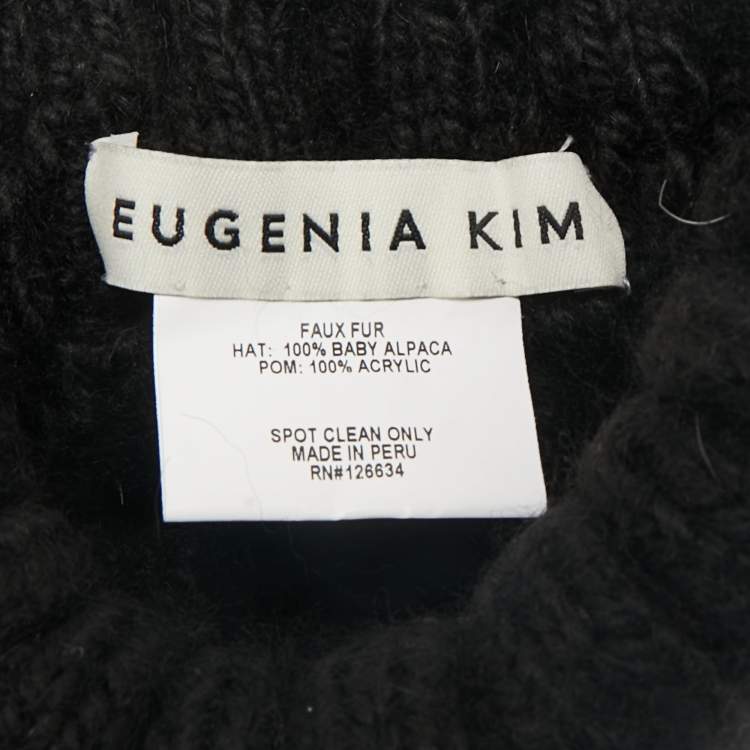 EUGENIA KIM
FAUX FUR
HAT: 100% BABY ALPACA
POM: 100% ACRYLIC
SPOT CLEAN ONLY
MADE IN PERU
RN#126634